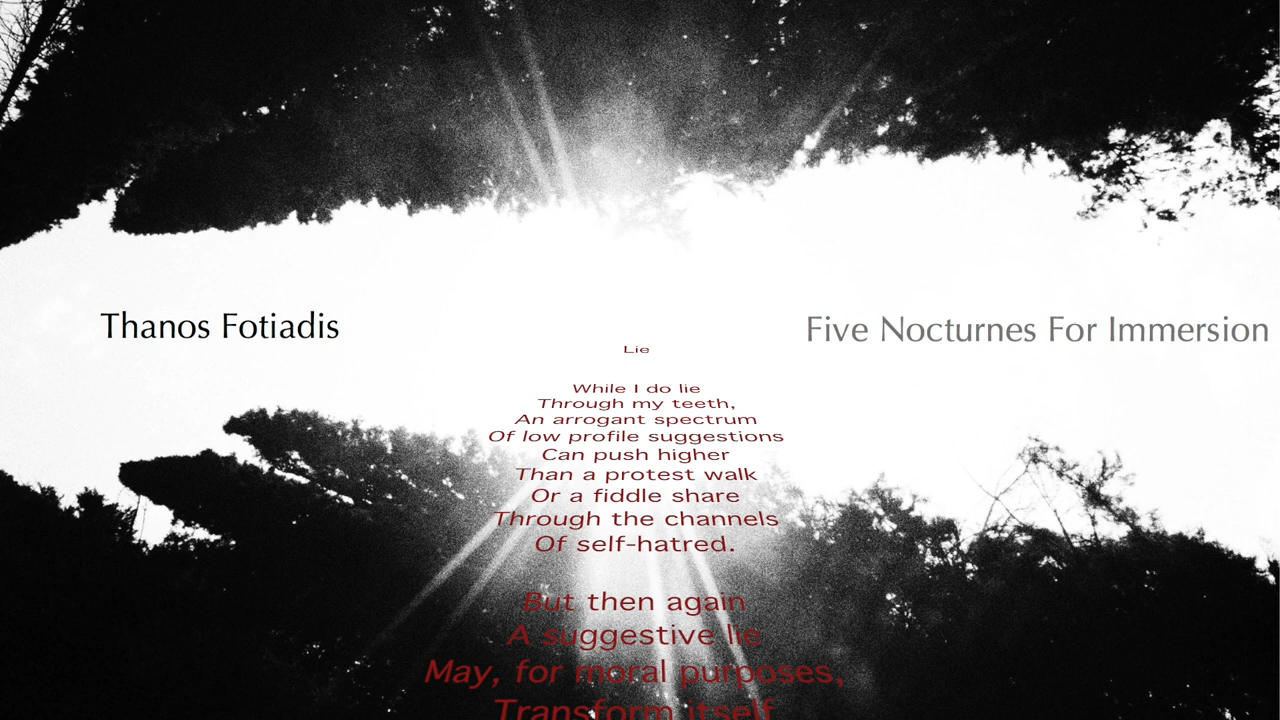 Thanos Fotiadis
Five Nocturnes For Immersion
Lie
While I do lie
Through my teeth,
An arrogant spectrum
Of low profile suggestions
Can push higher
Than a protest walk
Or a fiddle share
Through the channels
Of self-hatred.
But then again
A suggestive lie
May, for moral purposes,
Transform itself